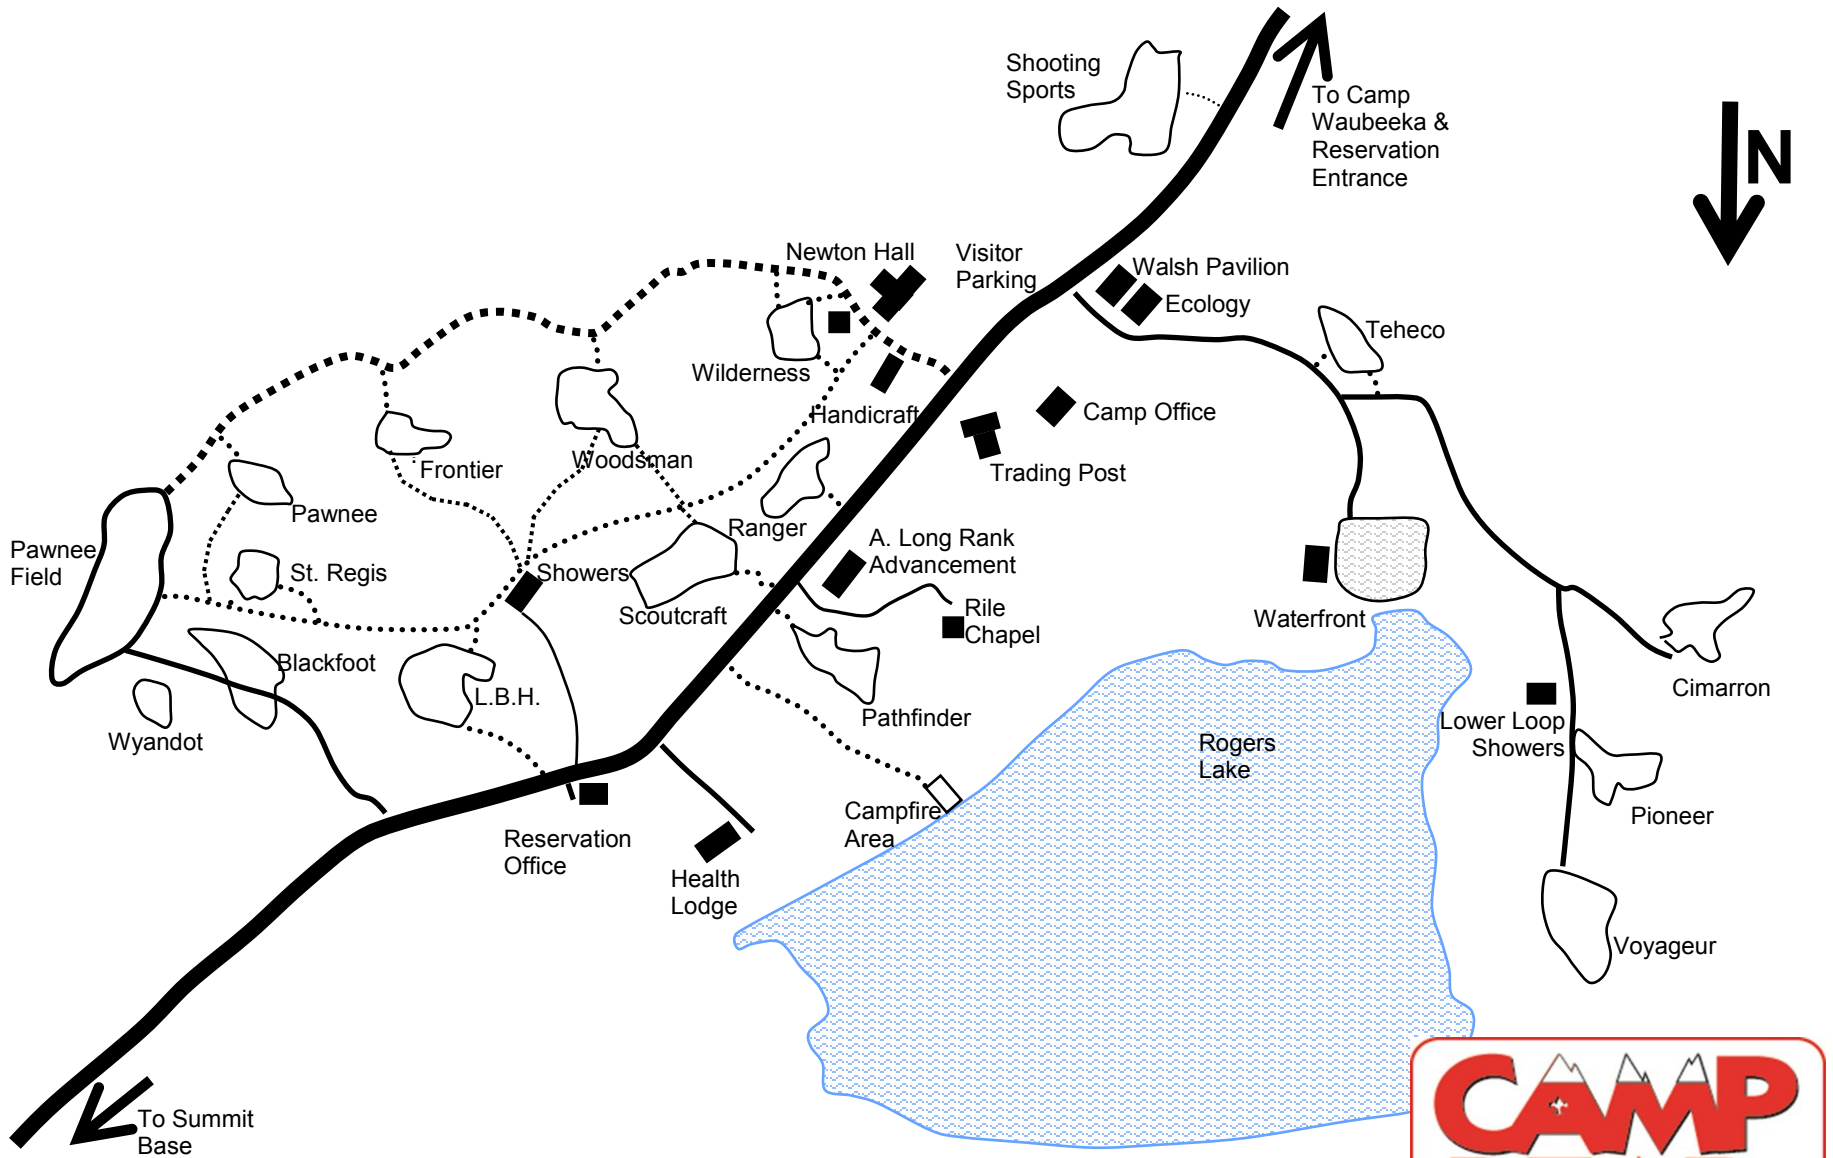 Shooting
Sports
To Camp
Waubeeka &
Reservation
Entrance
N
Newton Hall
Visitor
Parking
Walsh Pavilion
Ecology
Teheco
Wilderness
Handicraft
Camp Office
Trading Post
Frontier
Woodsman
Pawnee
Ranger
Pawnee
Field
St. Regis
Showers
A. Long Rank
Advancement
Scoutcraft
Rile
Chapel
Waterfront
Blackfoot
L.B.H.
Wyandot
Pathfinder
Cimarron
Lower Loop
Showers
Rogers
Lake
Pioneer
Campfire
Area
Reservation
Office
Health
Lodge
Voyageur
To Summit
Base
CAMP